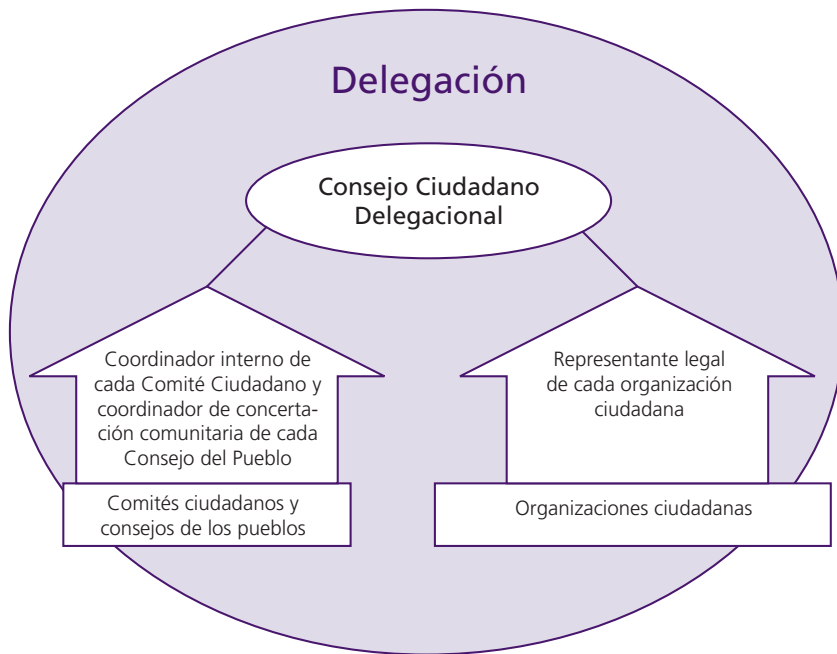 Delegación
Consejo Ciudadano
Delegacional
Coordinador interno de
cada Comité Ciudadano y
coordinador de concerta-
ción comunitaria de cada
Consejo del Pueblo
Comités ciudadanos y
consejos de los pueblos
Representante legal
de cada organización
ciudadana
Organizaciones ciudadanas